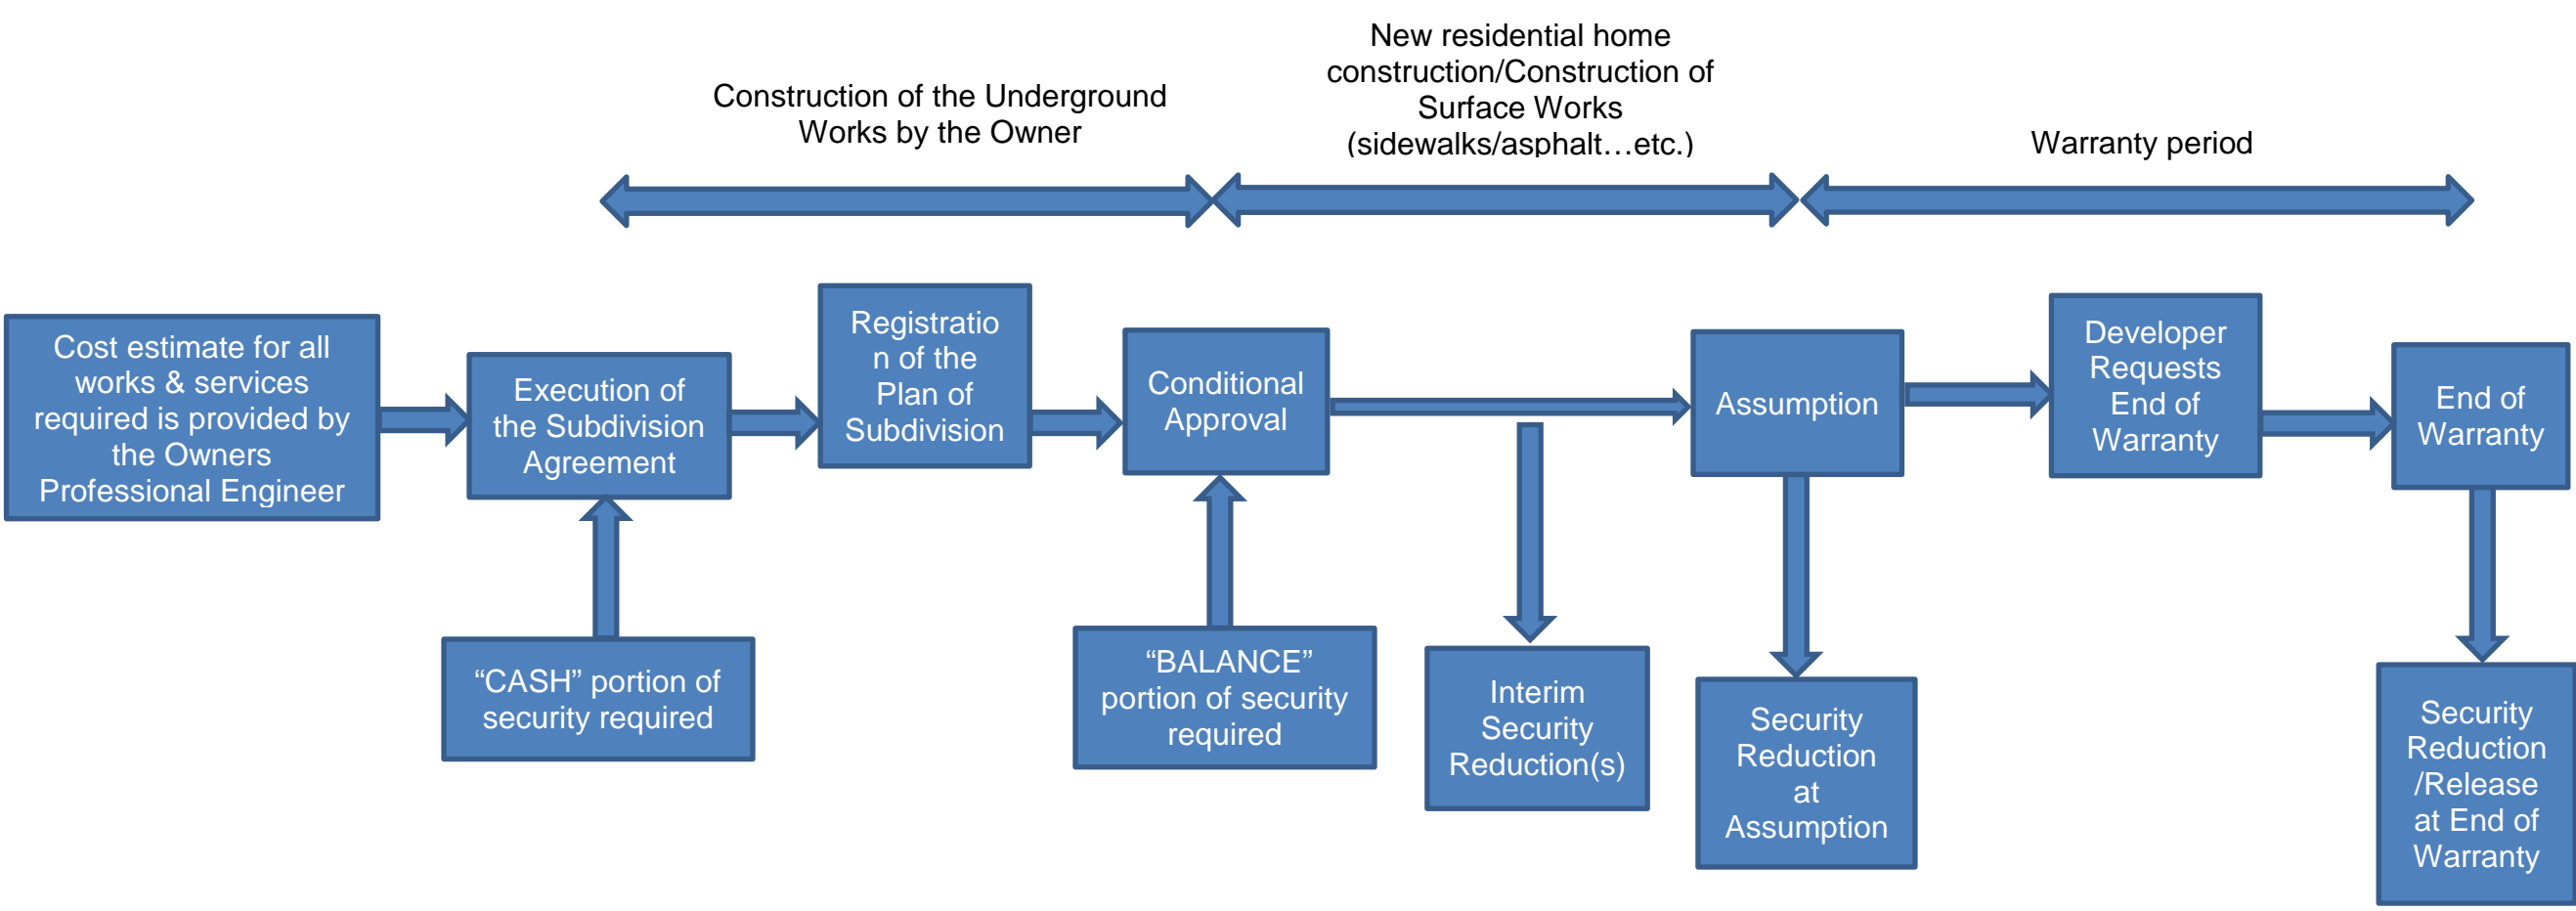 New residential home
construction/Construction of
Surface Works
(sidewalks/asphalt…etc.)
Construction of the Underground
Works by the Owner
Warranty period
Cost estimate for all
works & services
required is provided by
the Owners
Professional Engineer
Execution of
the Subdivision
Agreement
Registratio
n of the
Plan of
Subdivision
Conditional
Approval
Assumption
Developer
Requests
End of
Warranty
End of
Warranty
“CASH” portion of
security required
“BALANCE”
portion of security
required
Interim
Security
Reduction(s)
Security
Reduction
at
Assumption
Security
Reduction
/Release
at End of
Warranty